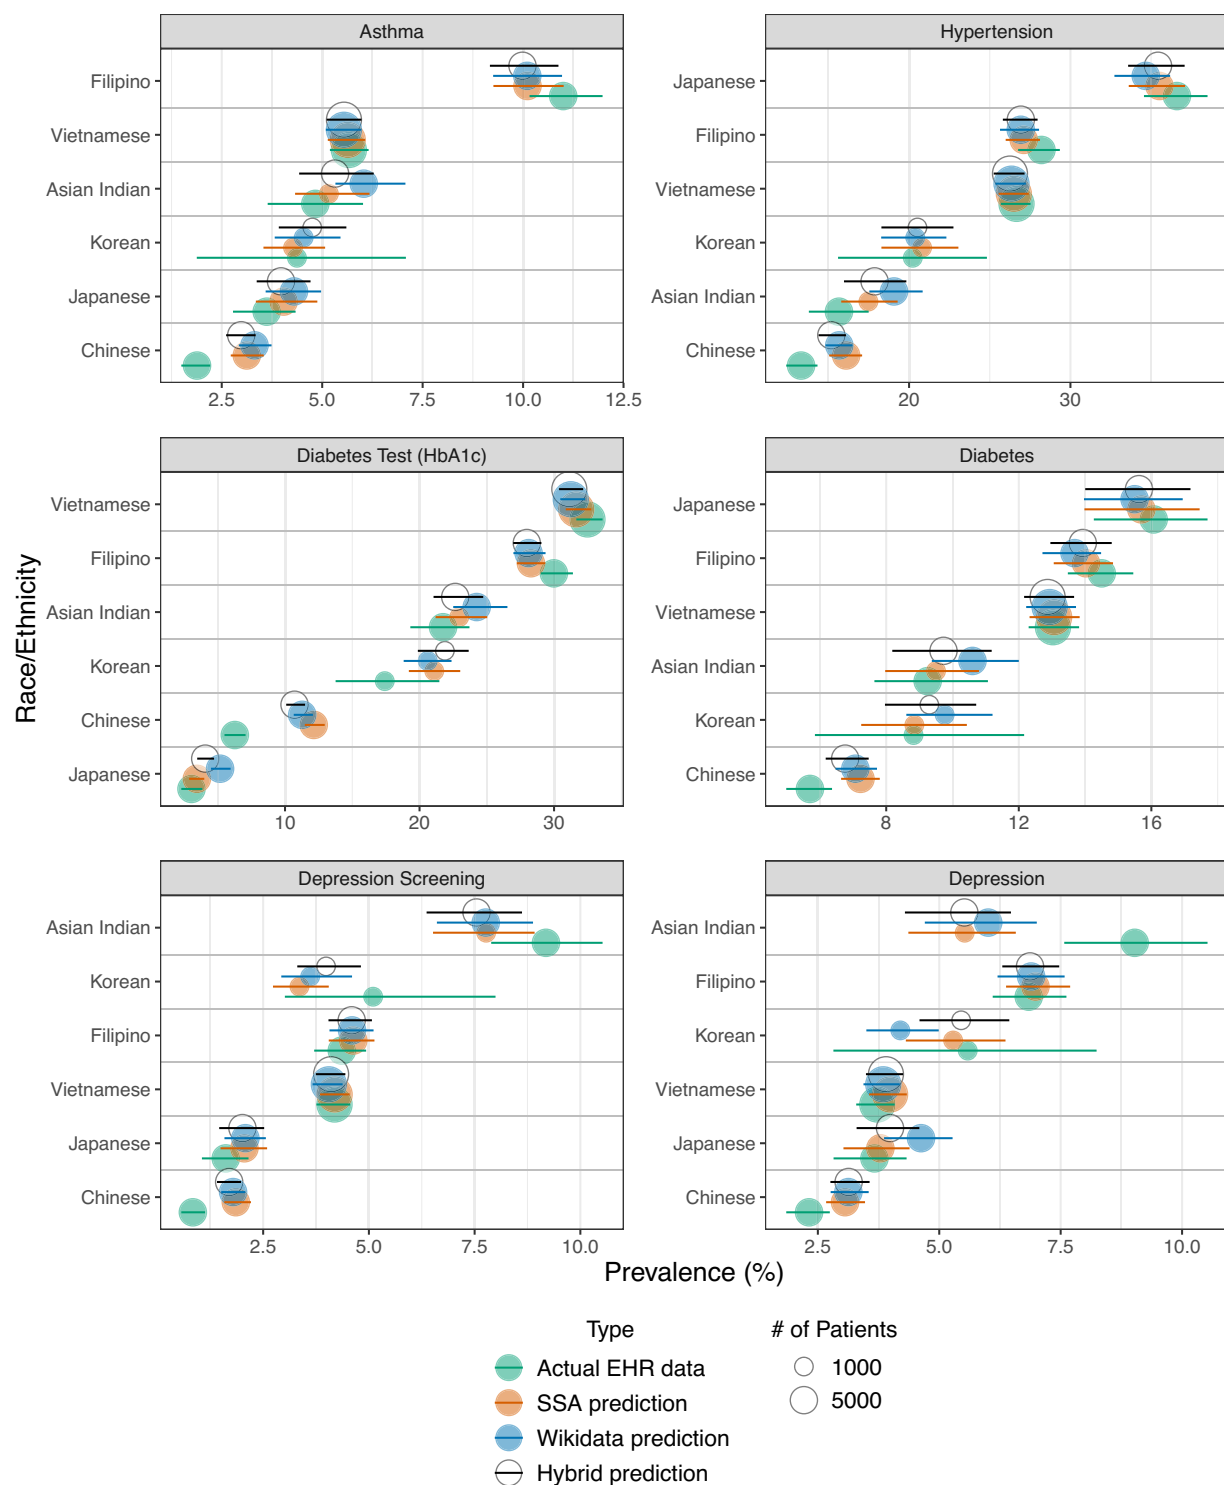 Asthma
Hypertension
Filipino
Vietnamese
Asian Indian
Korean
Japanese
Chinese
2.5 5.0 7.5 10.0 12.5
Japanese
Filipino
Vietnamese
Korean
Asian Indian
Chinese
20 30
Diabetes Test (HbA1c)
Diabetes
Vietnamese
Filipino
Asian Indian
Korean
Chinese
Japanese
10 20 30
Japanese
Filipino
Vietnamese
Asian Indian
Korean
Chinese
8 12 16
Race/Ethnicity
Depression Screening
Depression
Asian Indian
Korean
Filipino
Vietnamese
Japanese
Chinese
2.5 5.0 7.5 10.0
Asian Indian
Filipino
Korean
Vietnamese
Japanese
Chinese
2.5 5.0 7.5 10.0
Prevalence (%)
Type
Actual EHR data
SSA prediction
Wikidata prediction
Hybrid prediction
# of Patients
1000
5000